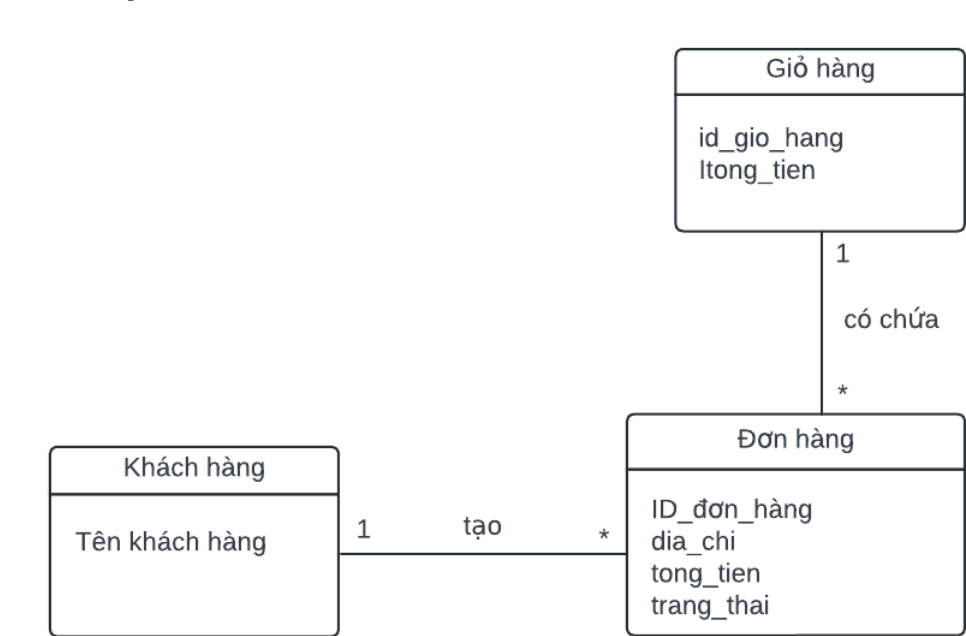 Giỏ hàng
id_gio_hang
Itong_tien
1
có chứa
*
Đơn hàng
ID_đơn_hàng
dia_chi
tong_tien
trang_thai
Khách hàng
Tên khách hàng
1
tạo
*